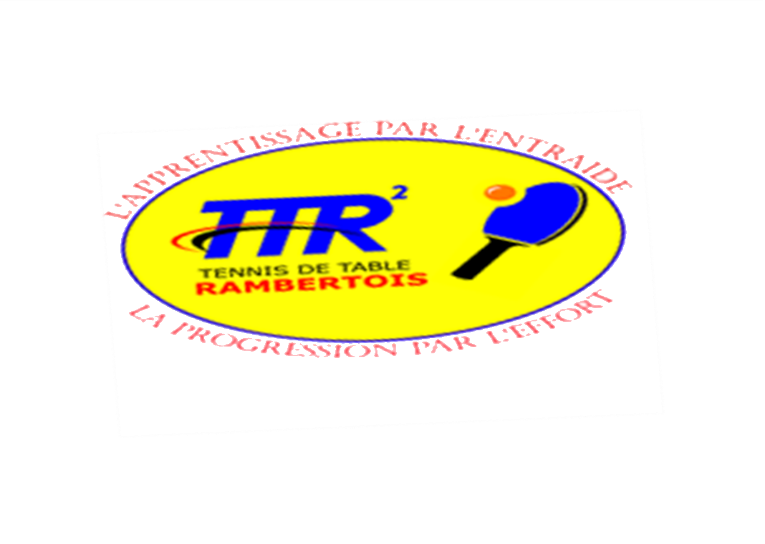 L'APPRENTISSAGE PAR L'ENTRAIDE
TTR²
TENNIS DE TABLE
RAMBERTOIS
LA PROGRESSION PAR L'EFFORT